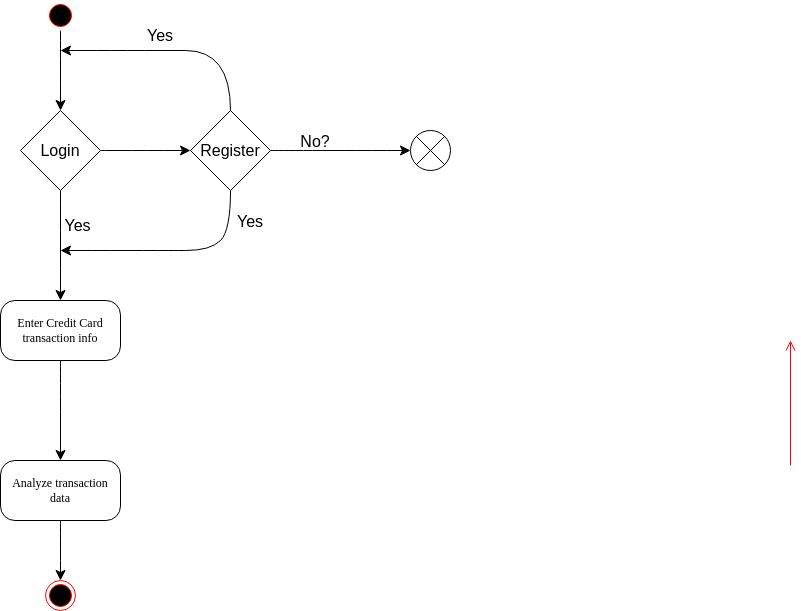 Yes
Login
Register
No?
Yes
Yes
Enter Credit Card
transaction info
Analyze transaction
data